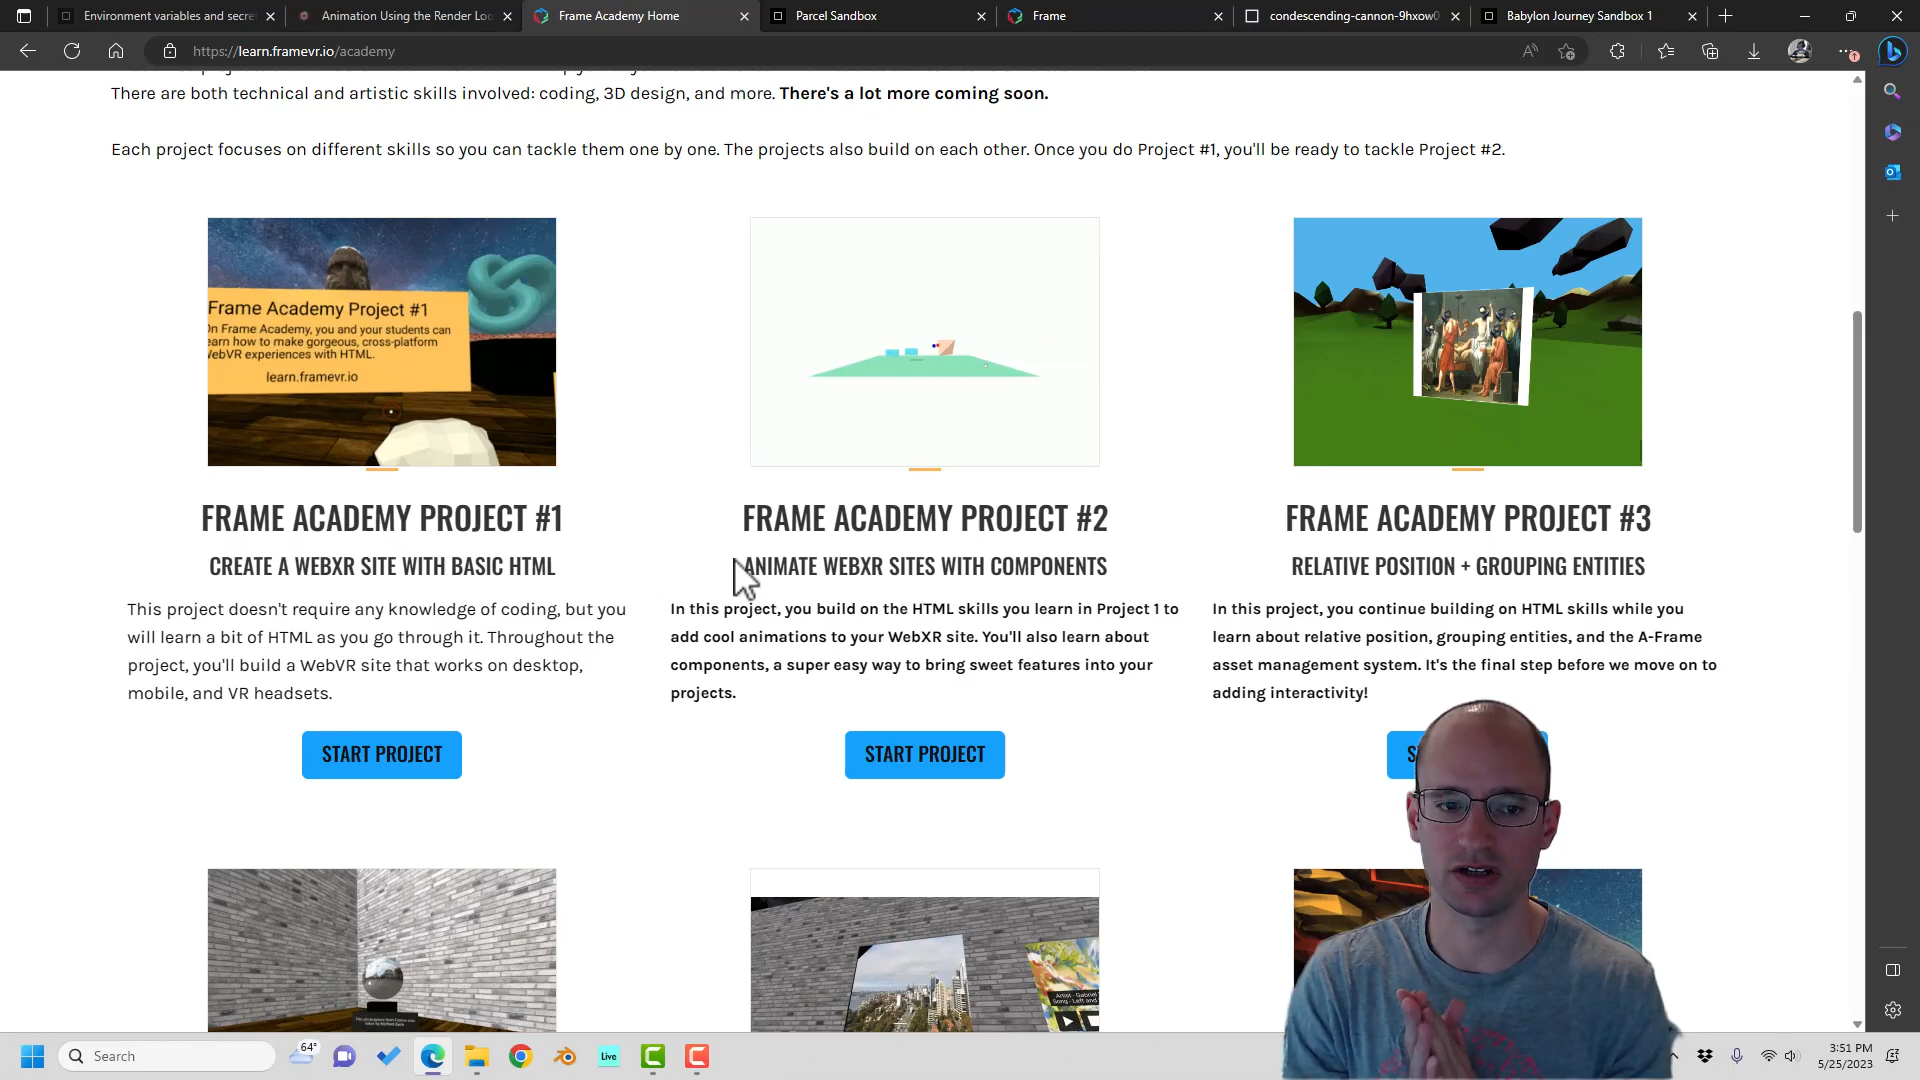 Environment variables and secre
Animation Using the Render Loo
Frame Academy Home
Parcel Sandbox
Frame
condescending-cannon-9hxow0
Babylon Journey Sandbox 1
https://learn.framevr.io/academy
There are both technical and artistic skills involved: coding, 3D design, and more. There's a lot more coming soon.
Each project focuses on different skills so you can tackle them one by one. The projects also build on each other. Once you do Project #1, you'll be ready to tackle Project #2.
Frame Academy Project #1
On Frame Academy, you and your students can
learn how to make gorgeous, cross-platform
WebVR experiences with HTML.
learn.framevr.io
FRAME ACADEMY PROJECT #1
CREATE A WEBXR SITE WITH BASIC HTML
This project doesn't require any knowledge of coding, but you
will learn a bit of HTML as you go through it. Throughout the
project, you'll build a WebVR site that works on desktop,
mobile, and VR headsets.
START PROJECT
FRAME ACADEMY PROJECT #2
ANIMATE WEBXR SITES WITH COMPONENTS
In this project, you build on the HTML skills you learn in Project 1 to
add cool animations to your WebXR site. You'll also learn about
components, a super easy way to bring sweet features into your
projects.
START PROJECT
FRAME ACADEMY PROJECT #3
RELATIVE POSITION + GROUPING ENTITIES
In this project, you continue building on HTML skills while you
learn about relative position, grouping entities, and the A-Frame
asset management system. It's the final step before we move on to
adding interactivity!
S
64°
Search
Live
3:51 PM
5/25/2023